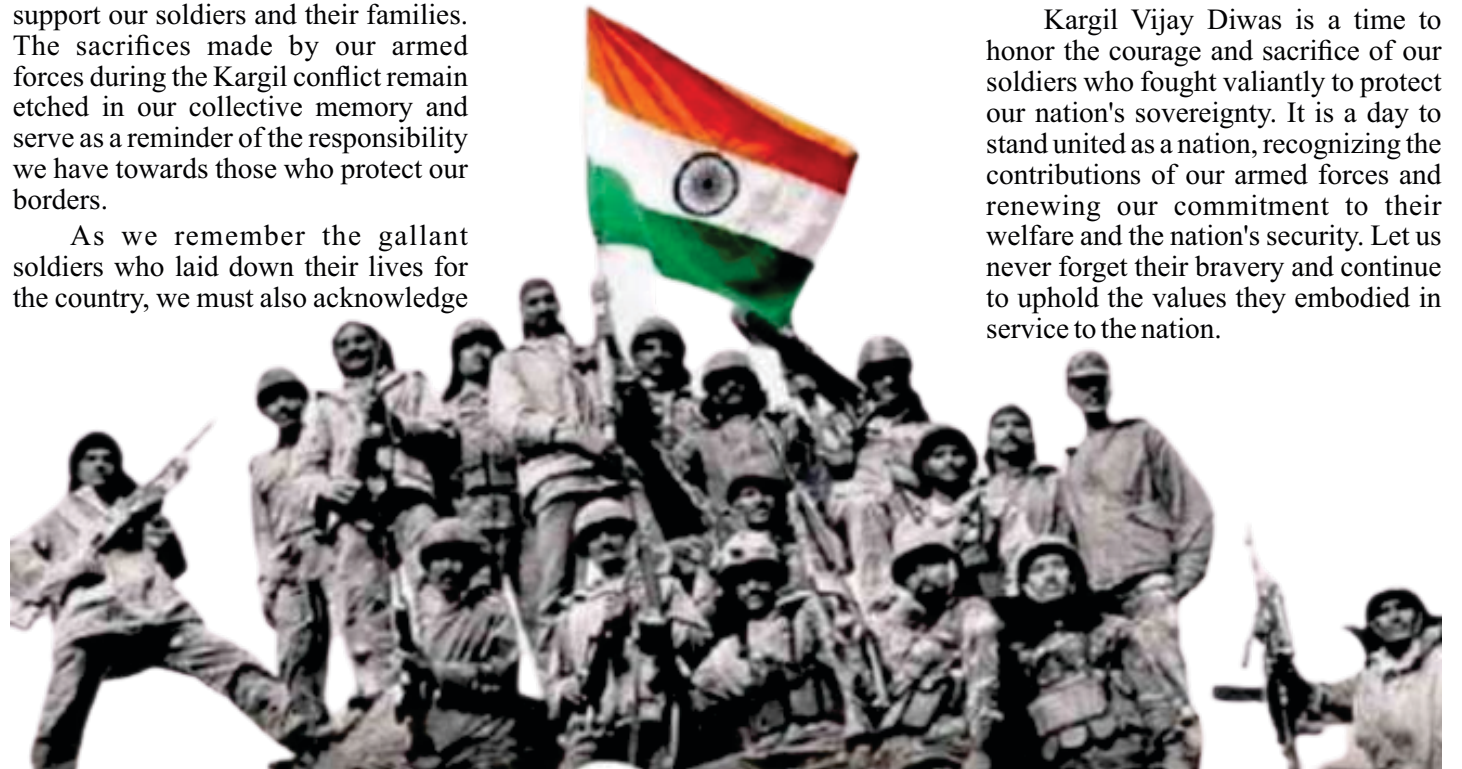 support our soldiers and their families.
The sacrifices made by our armed
forces during the Kargil conflict remain
etched in our collective memory and
serve as a reminder of the responsibility
we have towards those who protect our
borders.
As we remember the gallant
soldiers who laid down their lives for
the country, we must also acknowledge
Kargil Vijay Diwas is a time to
honor the courage and sacrifice of our
soldiers who fought valiantly to protect
our nation's sovereignty. It is a day to
stand united as a nation, recognizing the
contributions of our armed forces and
renewing our commitment to their
welfare and the nation's security. Let us
never forget their bravery and continue
to uphold the values they embodied in
service to the nation.